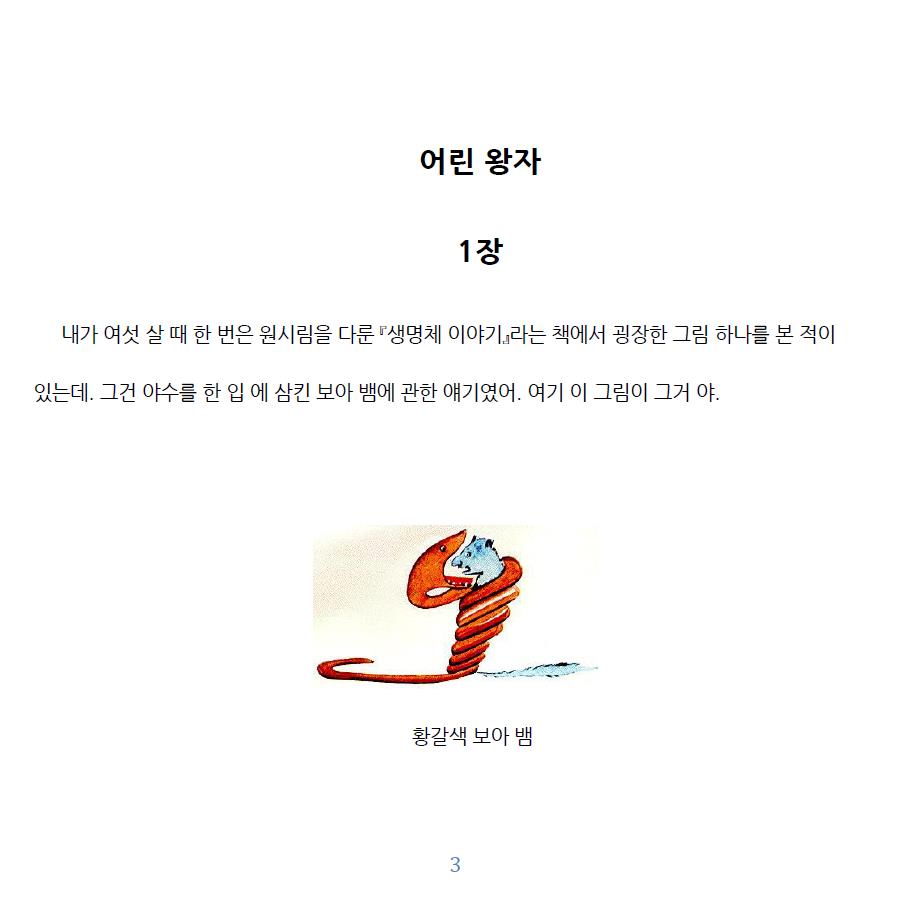 어린 왕자
1장
내가 여섯 살 때 한 번은 원시림을 다룬 『생명체 이야기』라는 책에서 굉장한 그림 하나를 본 적이
있는데. 그건 야수를 한 입 에 삼킨 보아 뱀에 관한 얘기였어. 여기 이 그림이 그거 야.
황갈색 보아 뱀
3